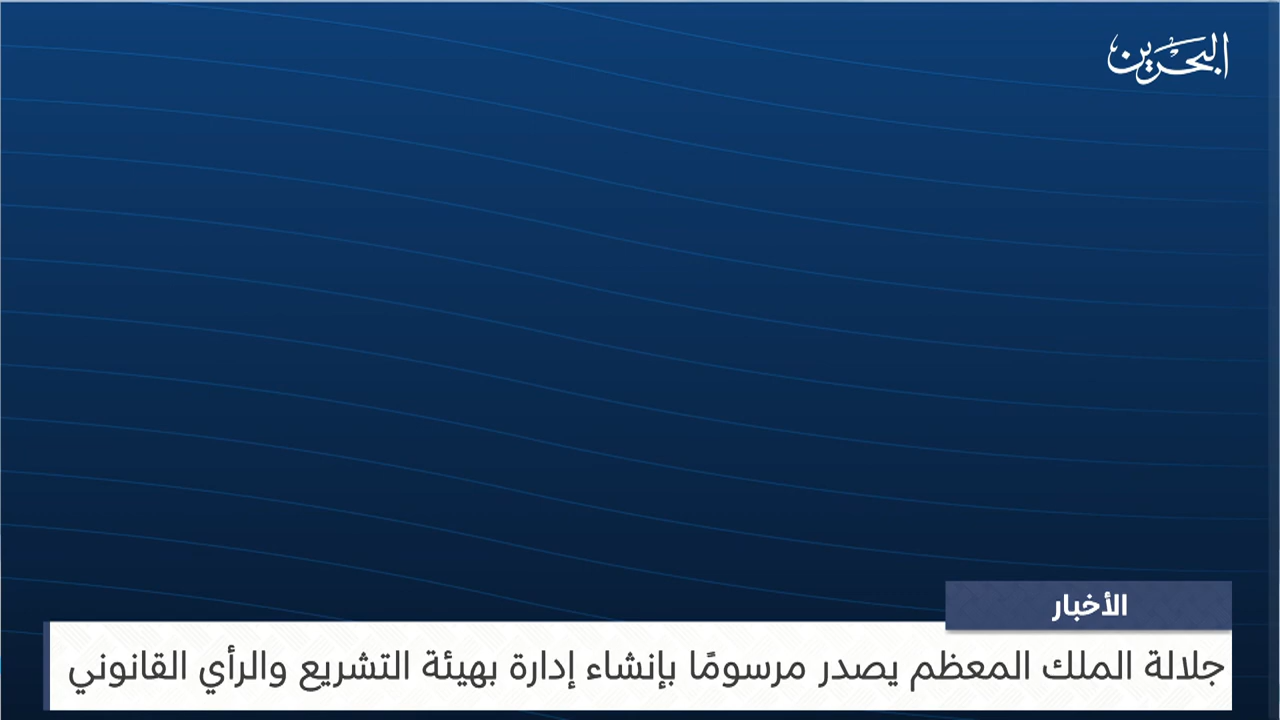 البحرين
الأخبار
جلالة الملك المعظم يصدر مرسومًا بإنشاء إدارة بهيئة التشريع والرأي القانوني